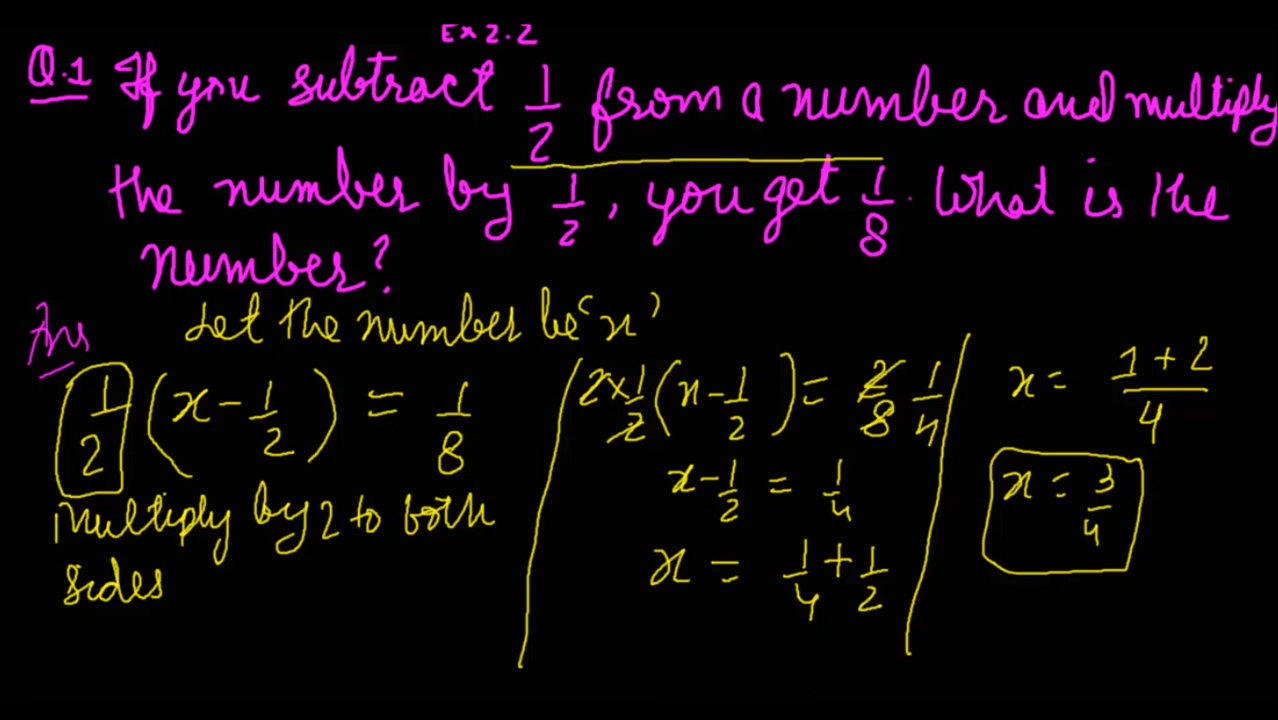 Ex 2.2
Q.1 If you subtract 1/2 from a number and multiply
the number by 1/2, you get 1/8. What is the
number?
Ans Let the number be 'x'
1/2 (x - 1/2) = 1/8
Multiply by 2 to both
sides
2 × 1/2 (x - 1/2) = 2/8 1/4
x - 1/2 = 1/4
x = 1/4 + 1/2
x = (1 + 2)/4
x = 3/4